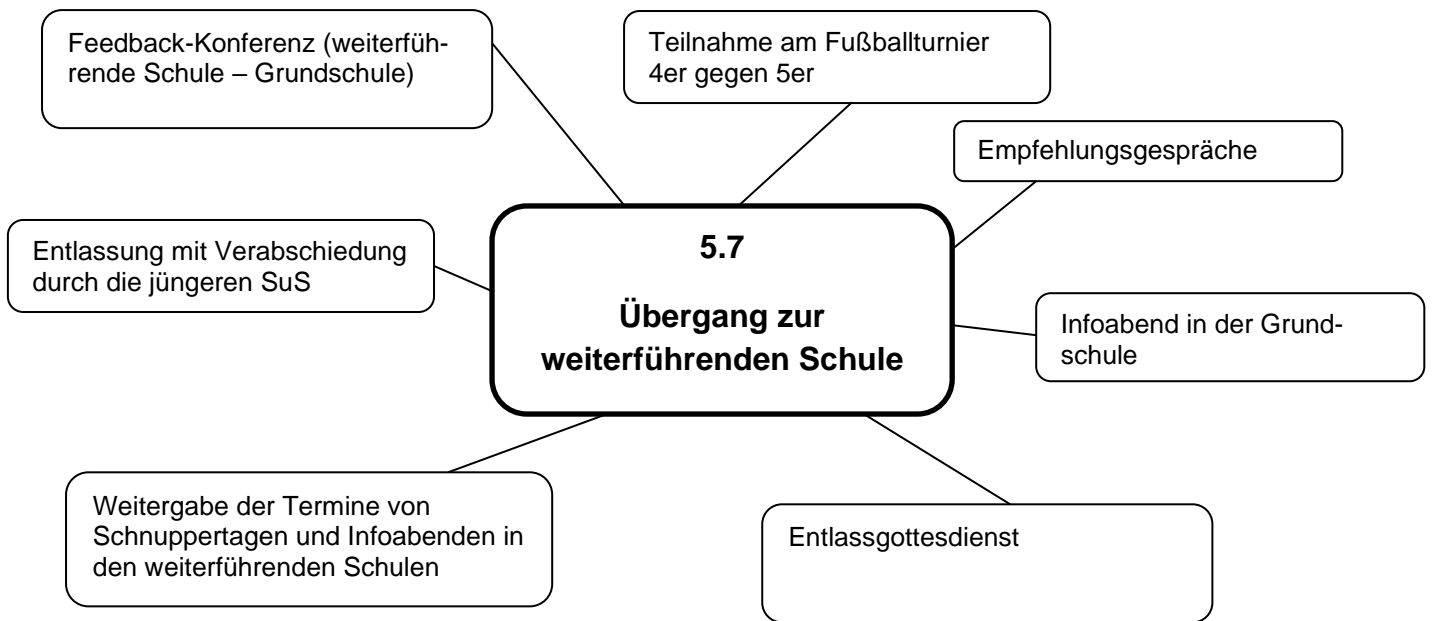 Feedback-Konferenz (weiterfüh-
rende Schule – Grundschule)
Teilnahme am Fußballturnier
4er gegen 5er
Empfehlungsgespräche
Entlassung mit Verabschiedung
durch die jüngeren SuS
5.7
Übergang zur
weiterführenden Schule
Infoabend in der Grund-
schule
Weitergabe der Termine von
Schnuppertagen und Infoabenden in
den weiterführenden Schulen
Entlassgottesdienst